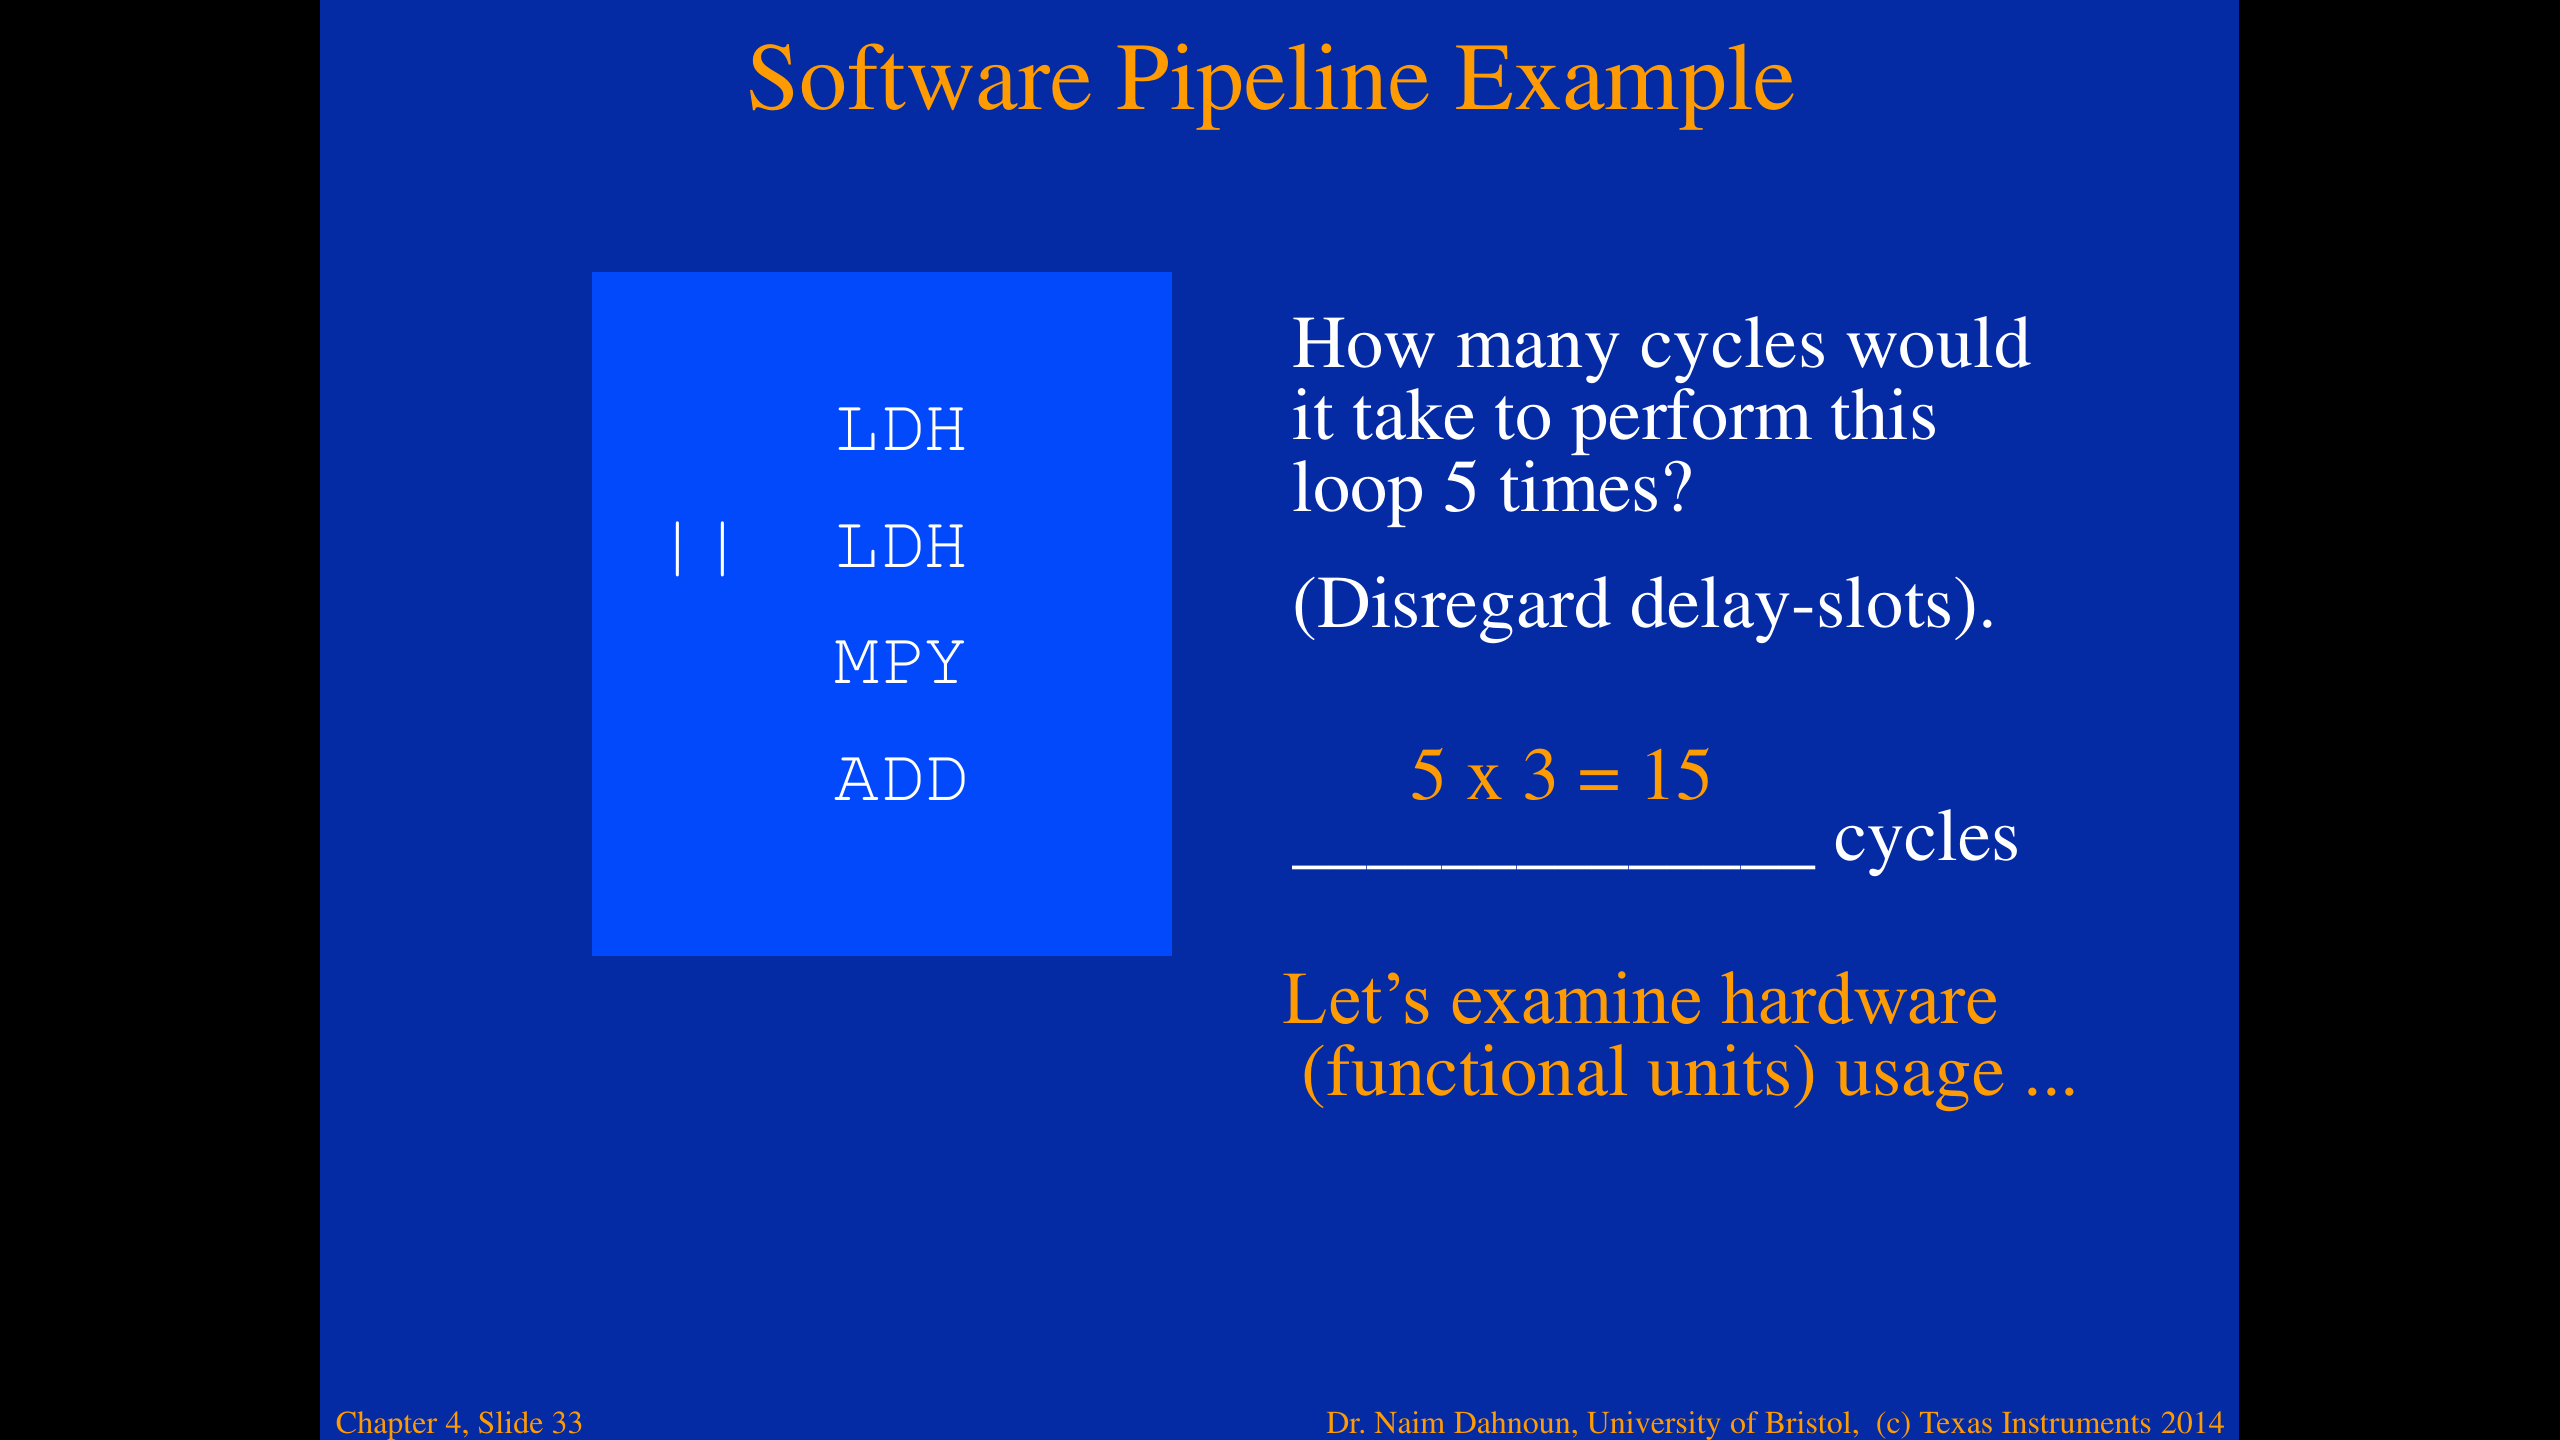 Software Pipeline Example
LDH
|| LDH
MPY
ADD
How many cycles would
it take to perform this
loop 5 times?
(Disregard delay-slots).
5 x 3 = 15
______________ cycles
Let’s examine hardware
(functional units) usage ...
Chapter 4, Slide 33
Dr. Naim Dahnoun, University of Bristol, (c) Texas Instruments 2014